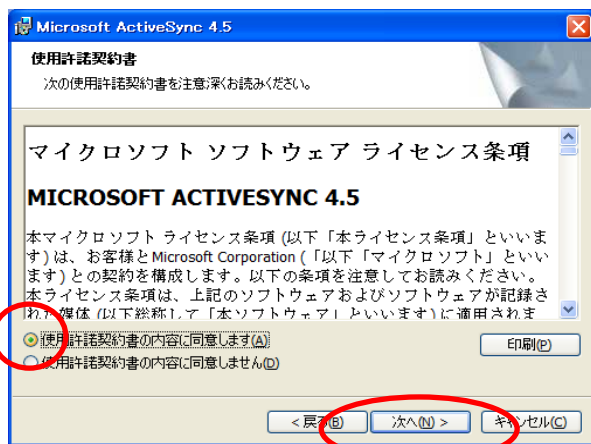 Microsoft ActiveSync 4.5
使用許諾契約書
次の使用許諾契約書を注意深くお読みください。
マイクロソフト ソフトウェア ライセンス条項
MICROSOFT ACTIVESYNC 4.5
本マイクロソフト ライセンス条項 (以下「本ライセンス条項」といいま
す) は、お客様とMicrosoft Corporation (「以下「マイクロソフト」といい
ます) との契約を構成します。以下の条項を注意してお読みください。
本ライセンス条項は、上記のソフトウェアおよびソフトウェアが記録さ
れた媒体 (以下総称して「本ソフトウェア」といいます) に適用されま
使用許諾契約書の内容に同意します(A)
印刷(P)
使用許諾契約書の内容に同意しません(D)
< 戻る(B)
次へ(N) >
キャンセル(C)